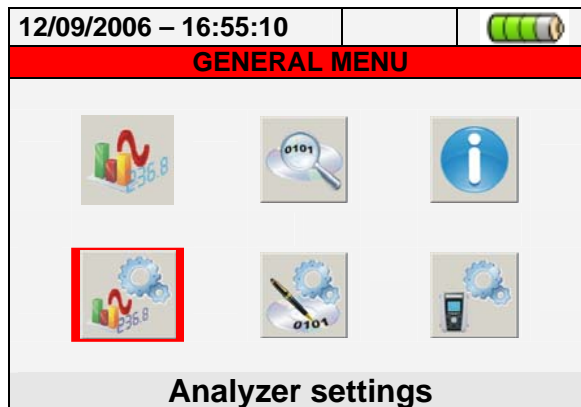 12/09/2006 – 16:55:10
GENERAL MENU
236.8
0101
236.8
0101
Analyzer settings